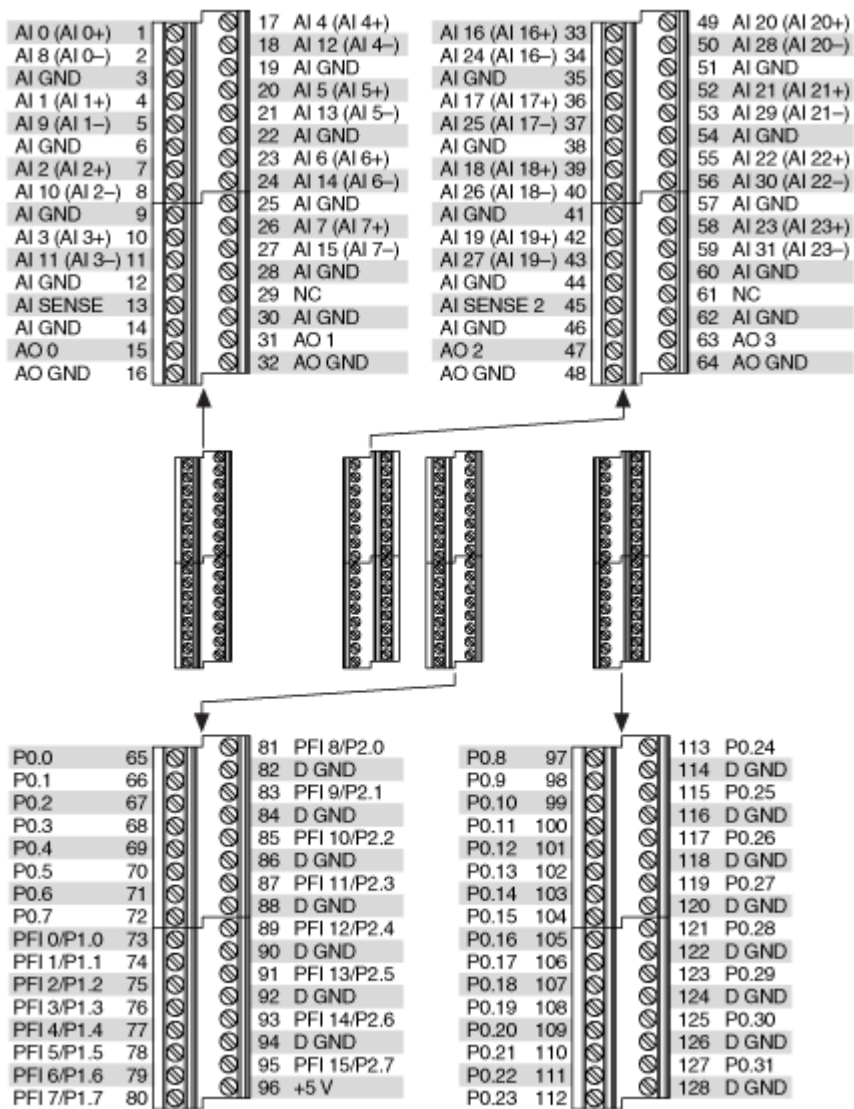 AI 0 (AI 0+) 1
AI 8 (AI 0–) 2
AI GND 3
AI 1 (AI 1+) 4
AI 9 (AI 1–) 5
AI GND 6
AI 2 (AI 2+) 7
AI 10 (AI 2–) 8
AI GND 9
AI 3 (AI 3+) 10
AI 11 (AI 3–) 11
AI GND 12
AI SENSE 13
AI GND 14
AO 0 15
AO GND 16
17 AI 4 (AI 4+)
18 AI 12 (AI 4–)
19 AI GND
20 AI 5 (AI 5+)
21 AI 13 (AI 5–)
22 AI GND
23 AI 6 (AI 6+)
24 AI 14 (AI 6–)
25 AI GND
26 AI 7 (AI 7+)
27 AI 15 (AI 7–)
28 AI GND
29 NC
30 AI GND
31 AO 1
32 AO GND
AI 16 (AI 16+) 33
AI 24 (AI 16–) 34
AI GND 35
AI 17 (AI 17+) 36
AI 25 (AI 17–) 37
AI GND 38
AI 18 (AI 18+) 39
AI 26 (AI 18–) 40
AI GND 41
AI 19 (AI 19+) 42
AI 27 (AI 19–) 43
AI GND 44
AI SENSE 2 45
AI GND 46
AO 2 47
AO GND 48
49 AI 20 (AI 20+)
50 AI 28 (AI 20–)
51 AI GND
52 AI 21 (AI 21+)
53 AI 29 (AI 21–)
54 AI GND
55 AI 22 (AI 22+)
56 AI 30 (AI 22–)
57 AI GND
58 AI 23 (AI 23+)
59 AI 31 (AI 23–)
60 AI GND
61 NC
62 AI GND
63 AO 3
64 AO GND
P0.0 65
P0.1 66
P0.2 67
P0.3 68
P0.4 69
P0.5 70
P0.6 71
P0.7 72
PFI 0/P1.0 73
PFI 1/P1.1 74
PFI 2/P1.2 75
PFI 3/P1.3 76
PFI 4/P1.4 77
PFI 5/P1.5 78
PFI 6/P1.6 79
PFI 7/P1.7 80
81 PFI 8/P2.0
82 D GND
83 PFI 9/P2.1
84 D GND
85 PFI 10/P2.2
86 D GND
87 PFI 11/P2.3
88 D GND
89 PFI 12/P2.4
90 D GND
91 PFI 13/P2.5
92 D GND
93 PFI 14/P2.6
94 D GND
95 PFI 15/P2.7
96 +5 V
P0.8 97
P0.9 98
P0.10 99
P0.11 100
P0.12 101
P0.13 102
P0.14 103
P0.15 104
P0.16 105
P0.17 106
P0.18 107
P0.19 108
P0.20 109
P0.21 110
P0.22 111
P0.23 112
113 P0.24
114 D GND
115 P0.25
116 D GND
117 P0.26
118 D GND
119 P0.27
120 D GND
121 P0.28
122 D GND
123 P0.29
124 D GND
125 P0.30
126 D GND
127 P0.31
128 D GND